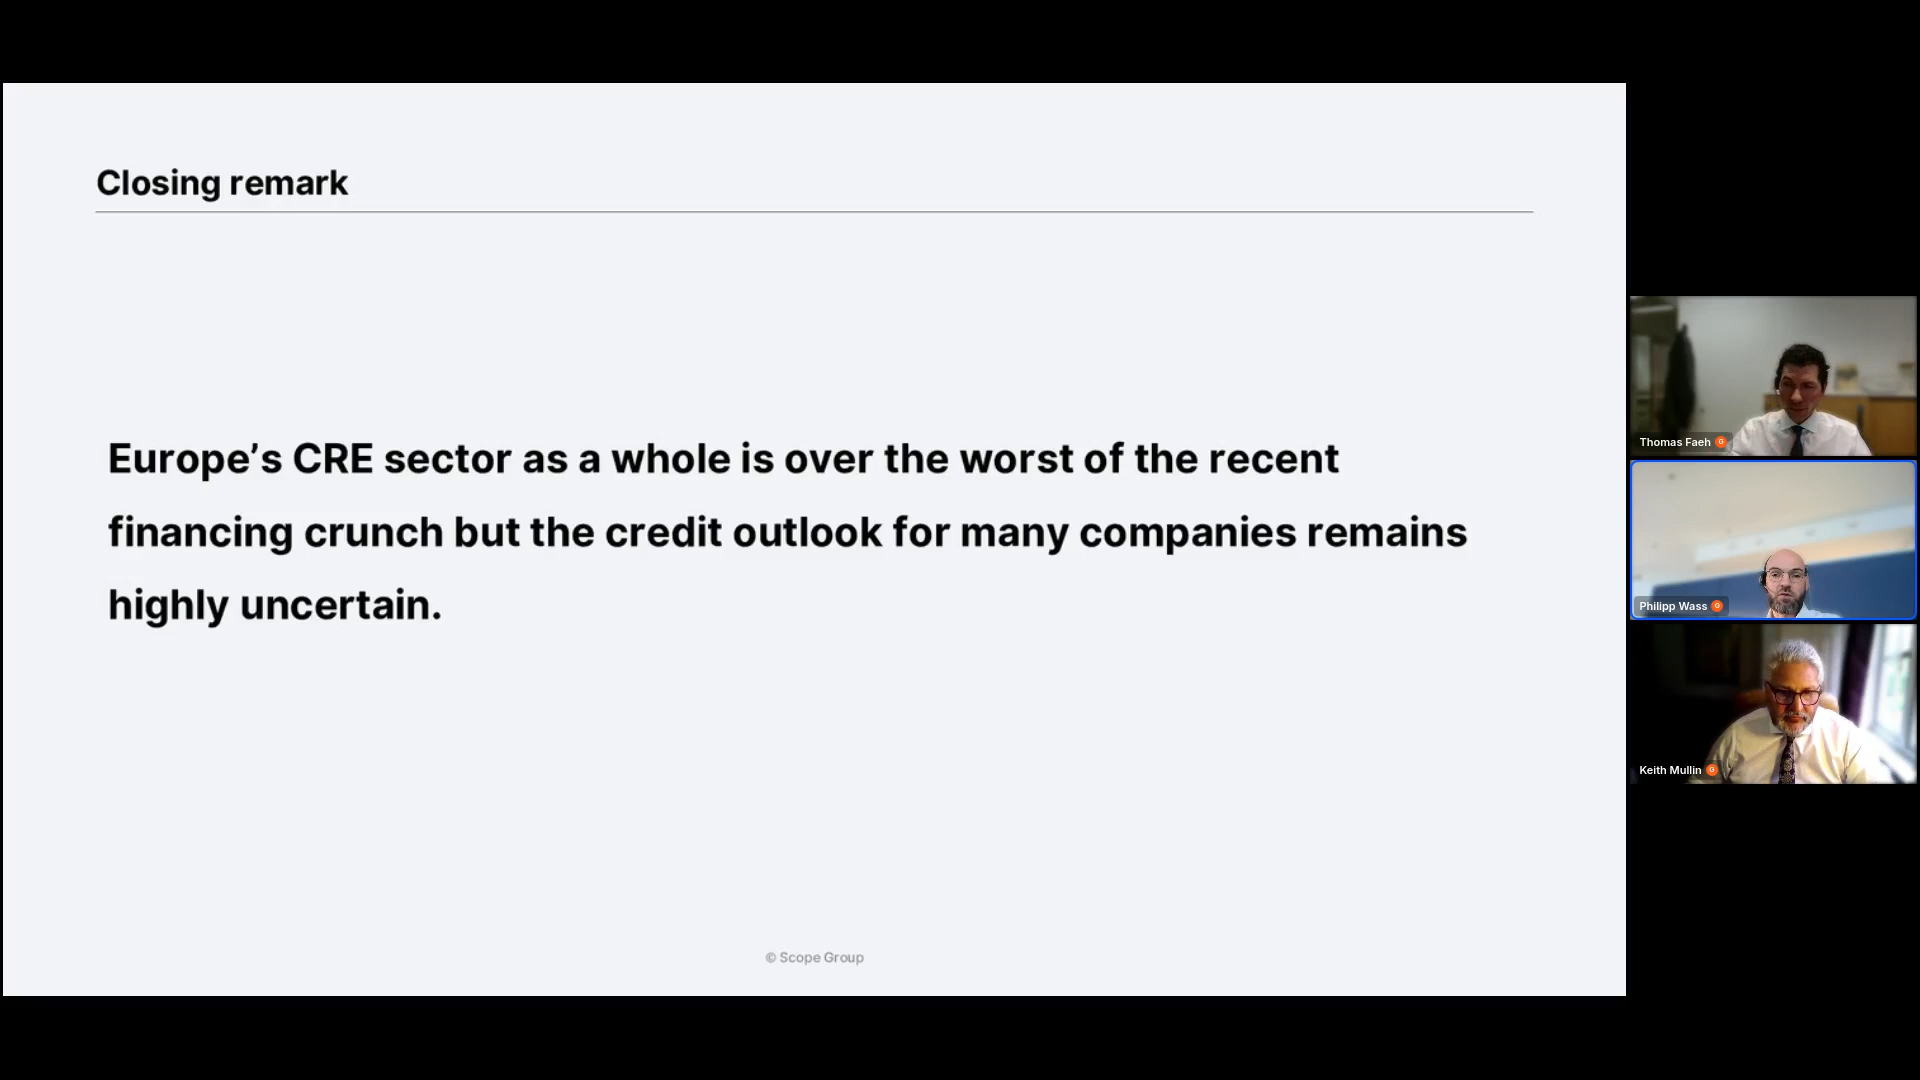 Closing remark
Europe’s CRE sector as a whole is over the worst of the recent
financing crunch but the credit outlook for many companies remains
highly uncertain.
© Scope Group
Thomas Faeh G
Philipp Wass G
Keith Mullin G